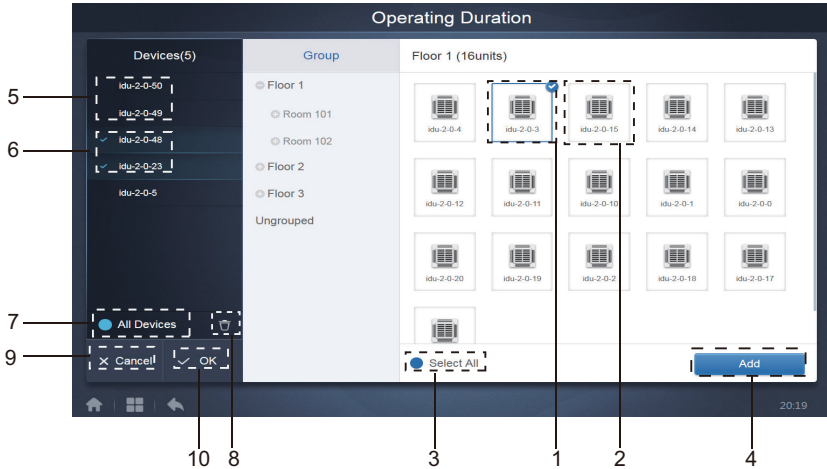 Operating Duration
Devices(5)
Group
Floor 1 (16units)
idu-2-0-50
idu-2-0-49
idu-2-0-48
idu-2-0-23
idu-2-0-5
Floor 1
Room 101
Room 102
Floor 2
Floor 3
Ungrouped
idu-2-0-4 idu-2-0-3 idu-2-0-15 idu-2-0-14 idu-2-0-13
idu-2-0-12 idu-2-0-11 idu-2-0-10 idu-2-0-1 idu-2-0-0
idu-2-0-20 idu-2-0-19 idu-2-0-2 idu-2-0-18 idu-2-0-17
All Devices
Cancel OK
Select All
Add
20:19
5
6
7
9
10 8 3 1 2 4